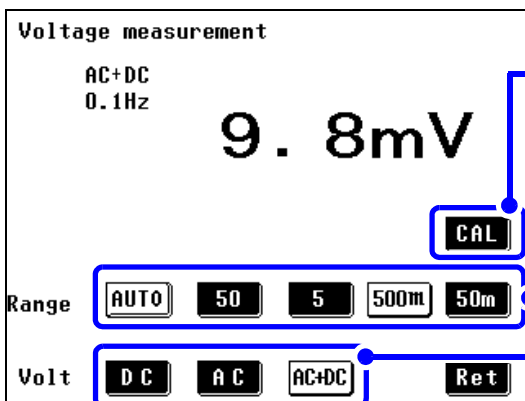 Voltage measurement
AC+DC
0.1Hz
9. 8mV
CAL
Range AUTO 50 5 500m 50m
Volt DC AC AC+DC Ret